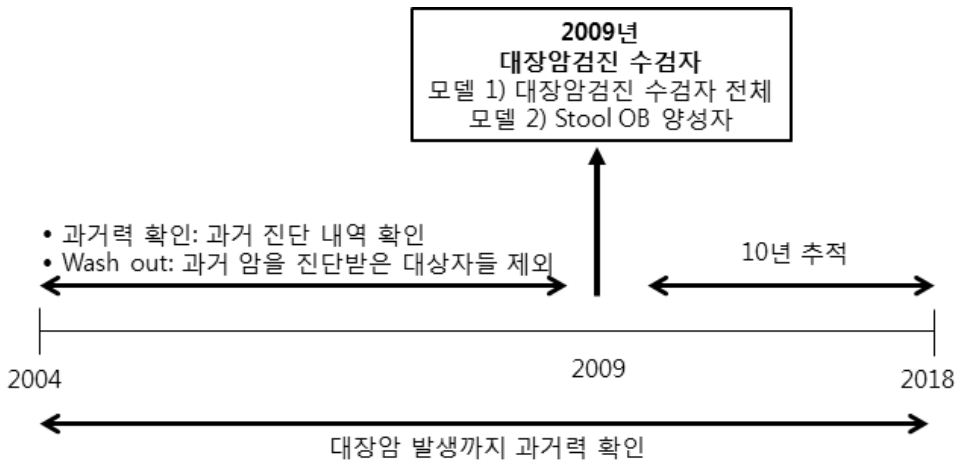 2009년
대장암검진 수검자
모델 1) 대장암검진 수검자 전체
모델 2) Stool OB 양성자
• 과거력 확인: 과거 진단 내역 확인
• Wash out: 과거 암을 진단받은 대상자들 제외
10년 추적
2004
2009
2018
대장암 발생까지 과거력 확인